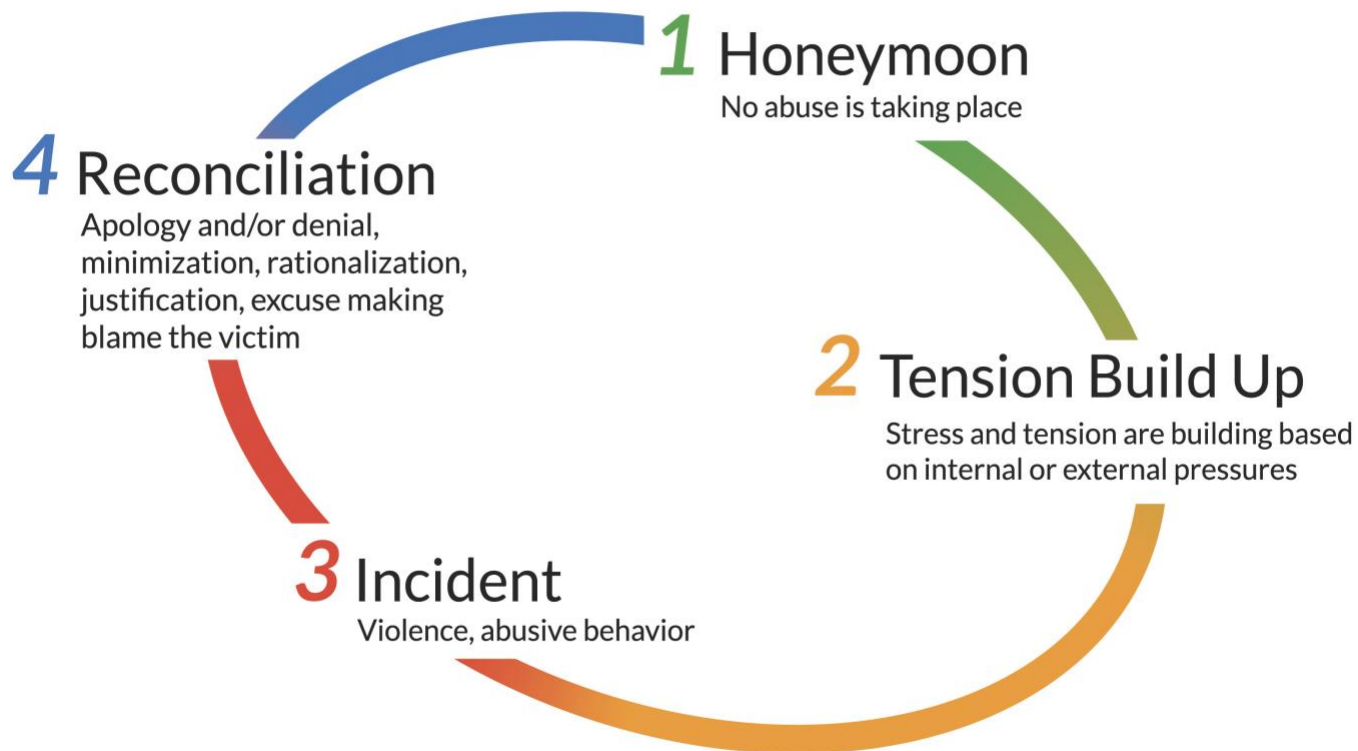 1 Honeymoon
No abuse is taking place
2 Tension Build Up
Stress and tension are building based
on internal or external pressures
3 Incident
Violence, abusive behavior
4 Reconciliation
Apology and/or denial,
minimization, rationalization,
justification, excuse making
blame the victim